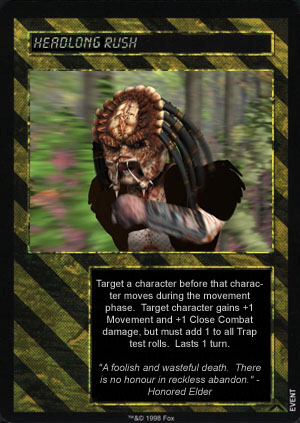 HEADLONG RUSH
Target a character before that charac-
ter moves during the movement
phase. Target character gains +1
Movement and +1 Close Combat
damage, but must add 1 to all Trap
test rolls. Lasts 1 turn.
"A foolish and wasteful death. There
is no honour in reckless abandon." -
Honored Elder
EVENT
™&© 1998 Fox